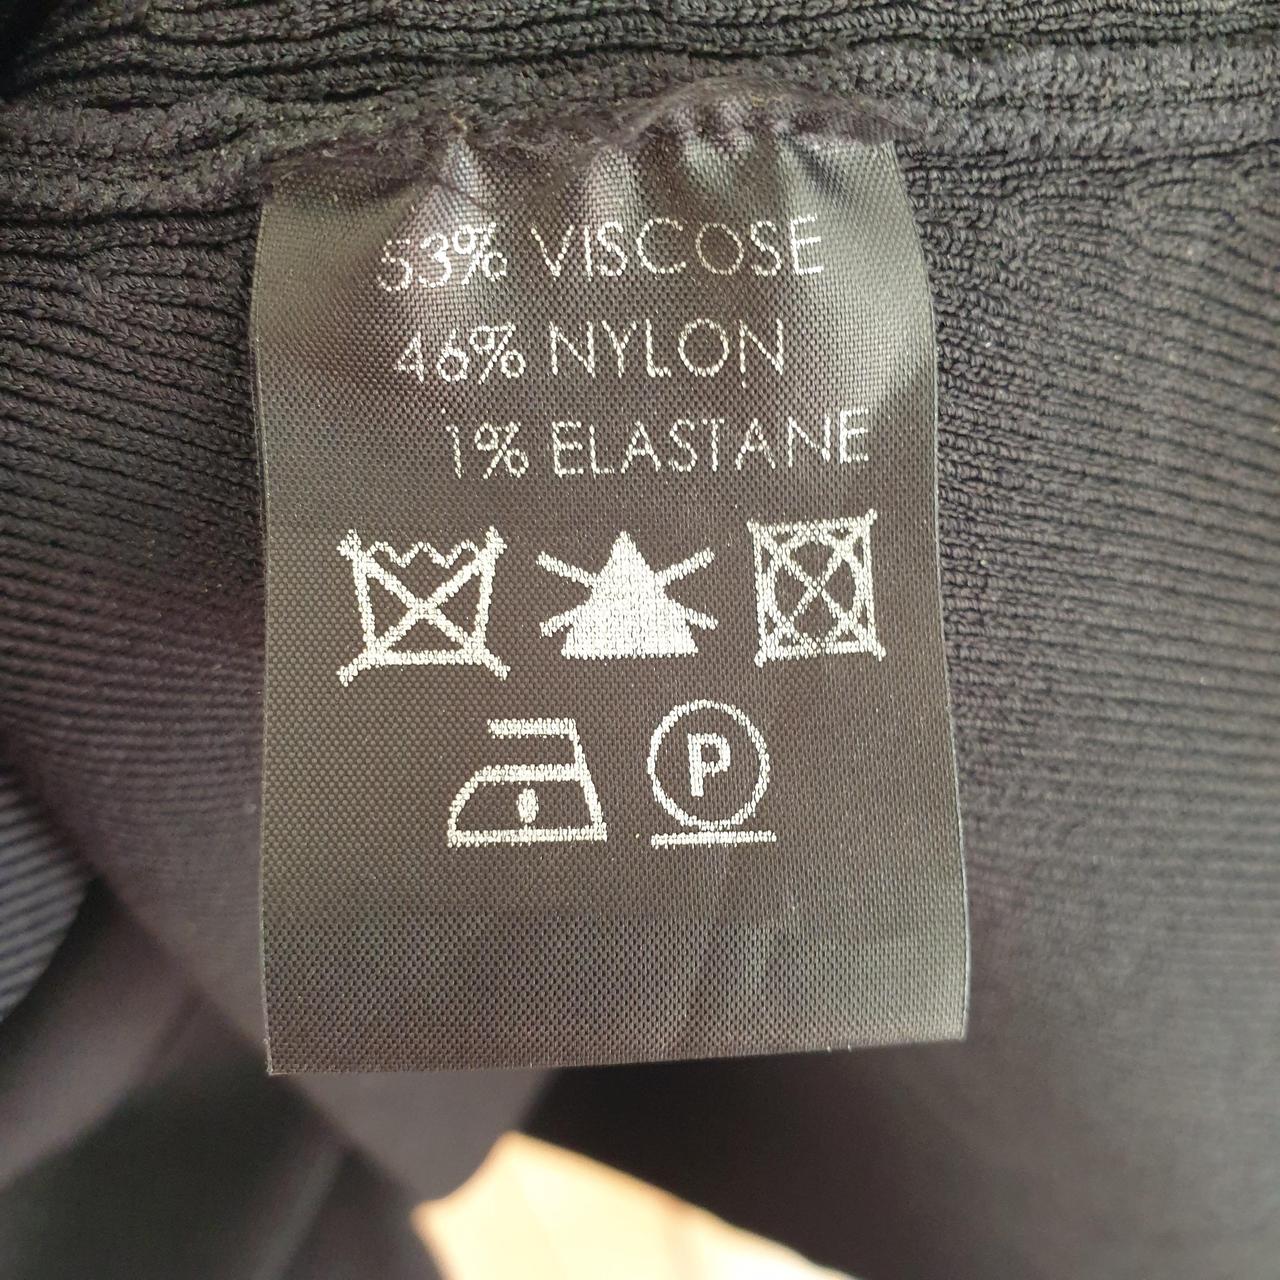 53% VISCOSE
46% NYLON
1% ELASTANE
P